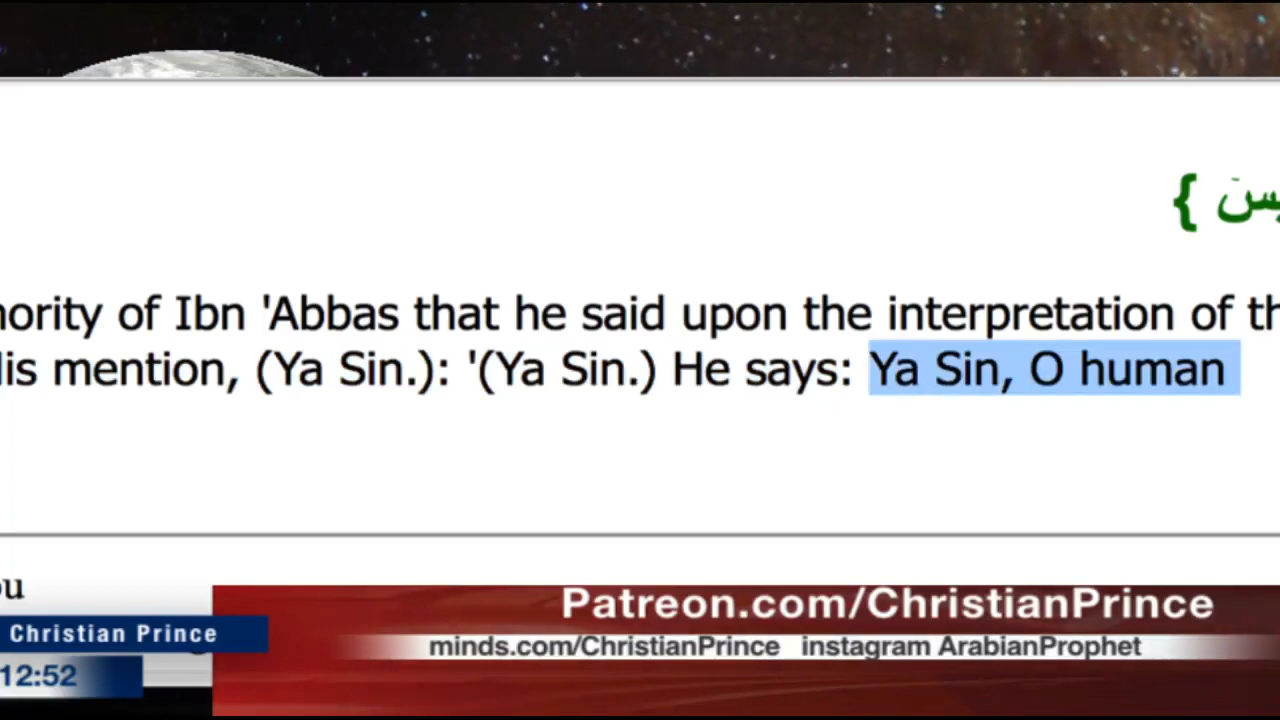 يسَ }
hority of Ibn 'Abbas that he said upon the interpretation of th
His mention, (Ya Sin.): '(Ya Sin.) He says: Ya Sin, O human
ou
Christian Prince
12:52
Patreon.com/ChristianPrince
minds.com/ChristianPrince instagram ArabianProphet